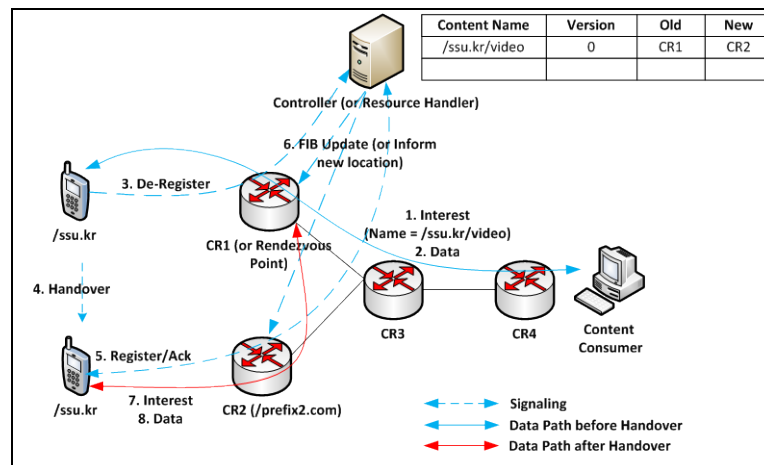 Content Name Version Old New
/ssu.kr/video 0 CR1 CR2
Controller (or Resource Handler)
6. FIB Update (or Inform
new location)
3. De-Register
/ssu.kr
CR1 (or Rendezvous
Point)
1. Interest
(Name = /ssu.kr/video)
2. Data
4. Handover
CR3
CR4
Content
Consumer
5. Register/Ack
/ssu.kr
7. Interest
8. Data
CR2 (/prefix2.com)
Signaling
Data Path before Handover
Data Path after Handover